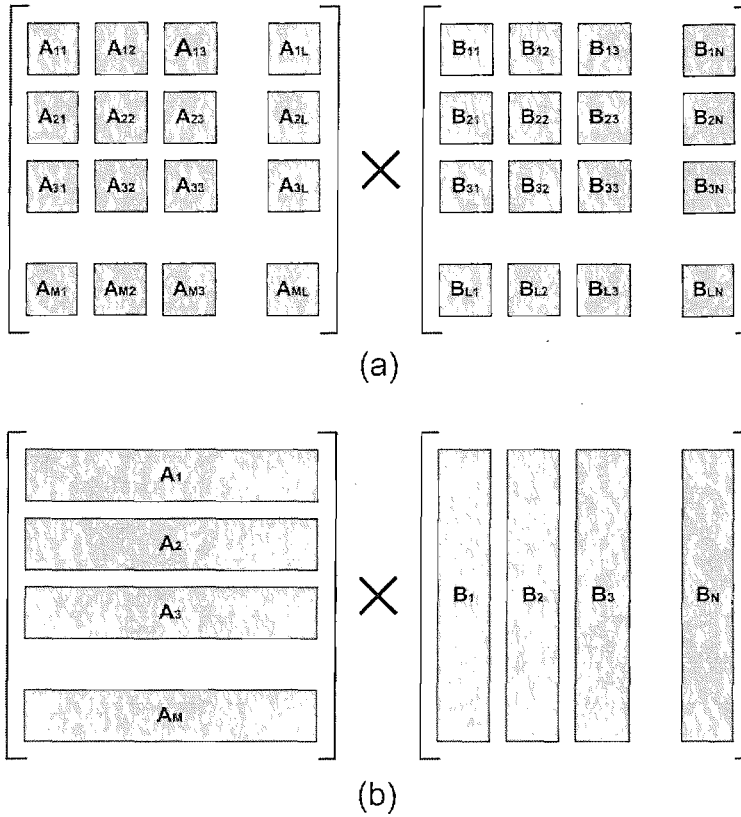 A11 A12 A13 A1L B11 B12 B13 B1N
A21 A22 A23 A2L B21 B22 B23 B2N
A31 A32 A33 A3L × B31 B32 B33 B3N
AM1 AM2 AM3 AML BL1 BL2 BL3 BLN
(a)
A1
A2
A3 × B1 B2 B3 BN
AM
(b)